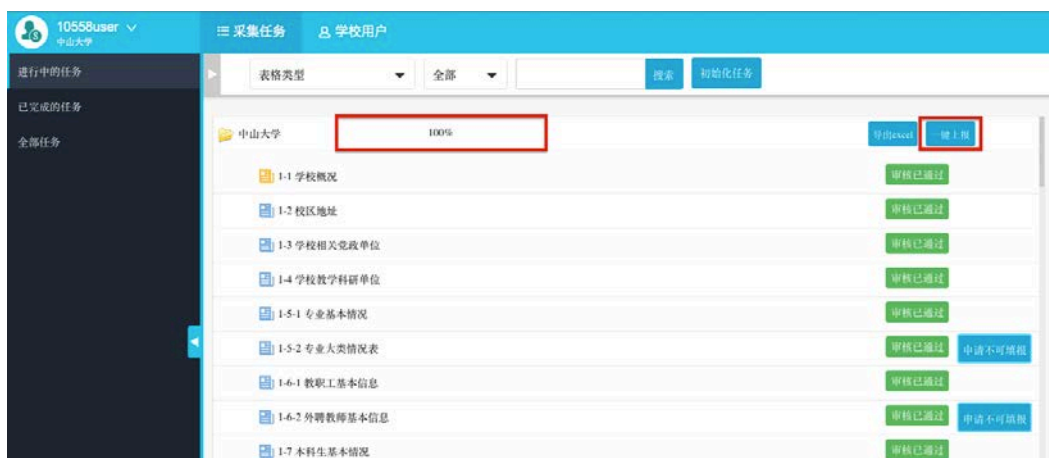 10558user
中山大学
采集任务 学校用户
进行中的任务
已完成的任务
全部任务
表格类型 全部 搜索 初始化任务
中山大学 100% 导出excel 一键上报
1-1 学校概况 审核已通过
1-2 校区地址 审核已通过
1-3 学校相关党政单位 审核已通过
1-4 学校教学科研单位 审核已通过
1-5-1 专业基本情况 审核已通过
1-5-2 专业大类情况表 审核已通过 申请不可填报
1-6-1 教职工基本信息 审核已通过
1-6-2 外聘教师基本信息 审核已通过 申请不可填报
1-7 本科生基本情况 审核已通过